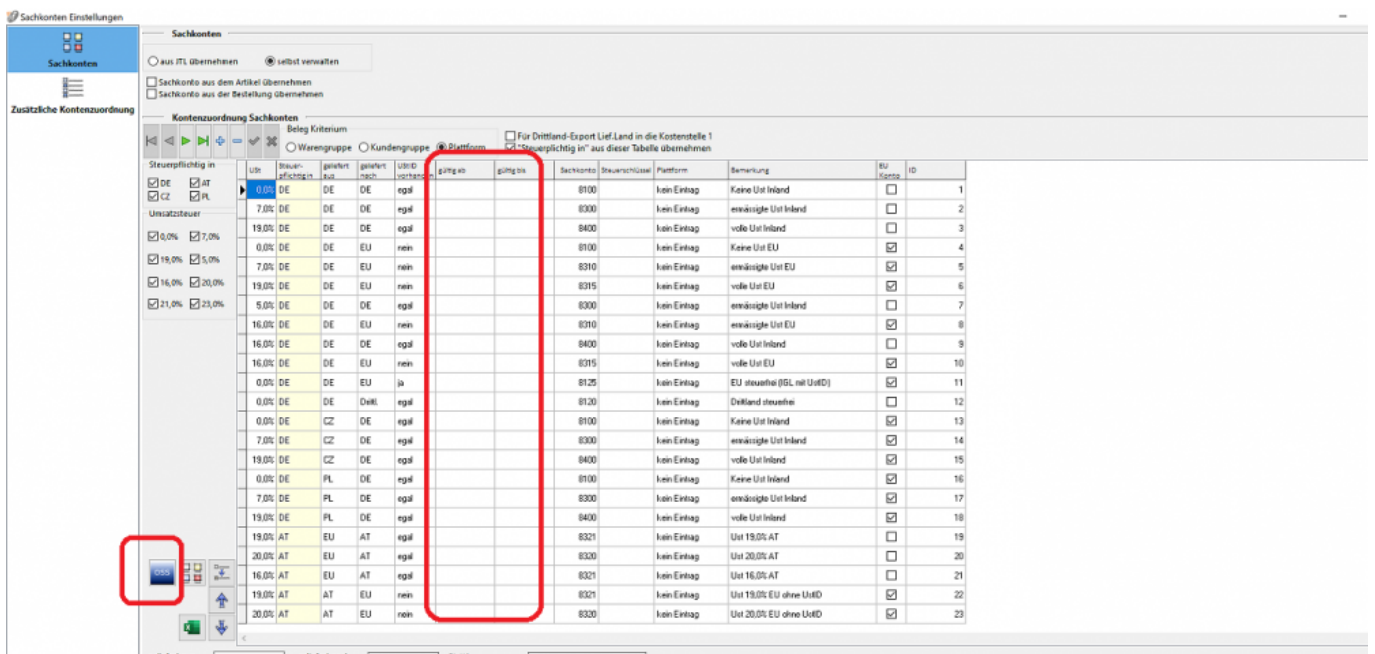 Sachkonten Einstellungen
Sachkonten
Zusätzliche Kontenzuordnung
Sachkonten
aus JTL übernehmen selbst verwalten
Sachkonto aus dem Artikel übernehmen
Sachkonto aus der Bestellung übernehmen
Kontenzuordnung Sachkonten
Beleg Kriterium
Warengruppe Kundengruppe Plattform
Für Drittland-Export Lief.Land in die Kostenstelle 1
"Steuerplichtig in" aus dieser Tabelle übernehmen
Steuerpflichtig in
DE AT
CZ PL
Umsatzsteuer
0,0% 7,0%
19,0% 5,0%
16,0% 20,0%
21,0% 23,0%
OSS
USt Steuer-pflichtig in geliefert aus geliefert nach UStID vorhanden gültig ab gültig bis Sachkonto Steuerschlüssel Plattform Bemerkung EU Konto ID
0,0% DE DE DE egal 8100 kein Eintrag Keine Ust Inland 1
7,0% DE DE DE egal 8300 kein Eintrag ermässigte Ust Inland 2
19,0% DE DE DE egal 8400 kein Eintrag volle Ust Inland 3
0,0% DE DE EU nein 8100 kein Eintrag Keine Ust EU 4
7,0% DE DE EU nein 8310 kein Eintrag ermässigte Ust EU 5
19,0% DE DE EU nein 8315 kein Eintrag volle Ust EU 6
5,0% DE DE DE egal 8300 kein Eintrag ermässigte Ust Inland 7
16,0% DE DE EU nein 8310 kein Eintrag ermässigte Ust EU 8
16,0% DE DE DE egal 8400 kein Eintrag volle Ust Inland 9
16,0% DE DE EU nein 8315 kein Eintrag volle Ust EU 10
0,0% DE DE EU ja 8125 kein Eintrag EU steuerfrei (IGL mit UstID) 11
0,0% DE DE Drittl. egal 8120 kein Eintrag Drittland steuerfrei 12
0,0% DE CZ DE egal 8100 kein Eintrag Keine Ust Inland 13
7,0% DE CZ DE egal 8300 kein Eintrag ermässigte Ust Inland 14
19,0% DE CZ DE egal 8400 kein Eintrag volle Ust Inland 15
0,0% DE PL DE egal 8100 kein Eintrag Keine Ust Inland 16
7,0% DE PL DE egal 8300 kein Eintrag ermässigte Ust Inland 17
19,0% DE PL DE egal 8400 kein Eintrag volle Ust Inland 18
19,0% AT EU AT egal 8321 kein Eintrag Ust 19,0% AT 19
20,0% AT EU AT egal 8320 kein Eintrag Ust 20,0% AT 20
16,0% AT EU AT egal 8321 kein Eintrag Ust 16,0% AT 21
19,0% AT AT EU nein 8321 kein Eintrag Ust 19,0% EU ohne UstID 22
20,0% AT AT EU nein 8320 kein Eintrag Ust 20,0% EU ohne UstID 23